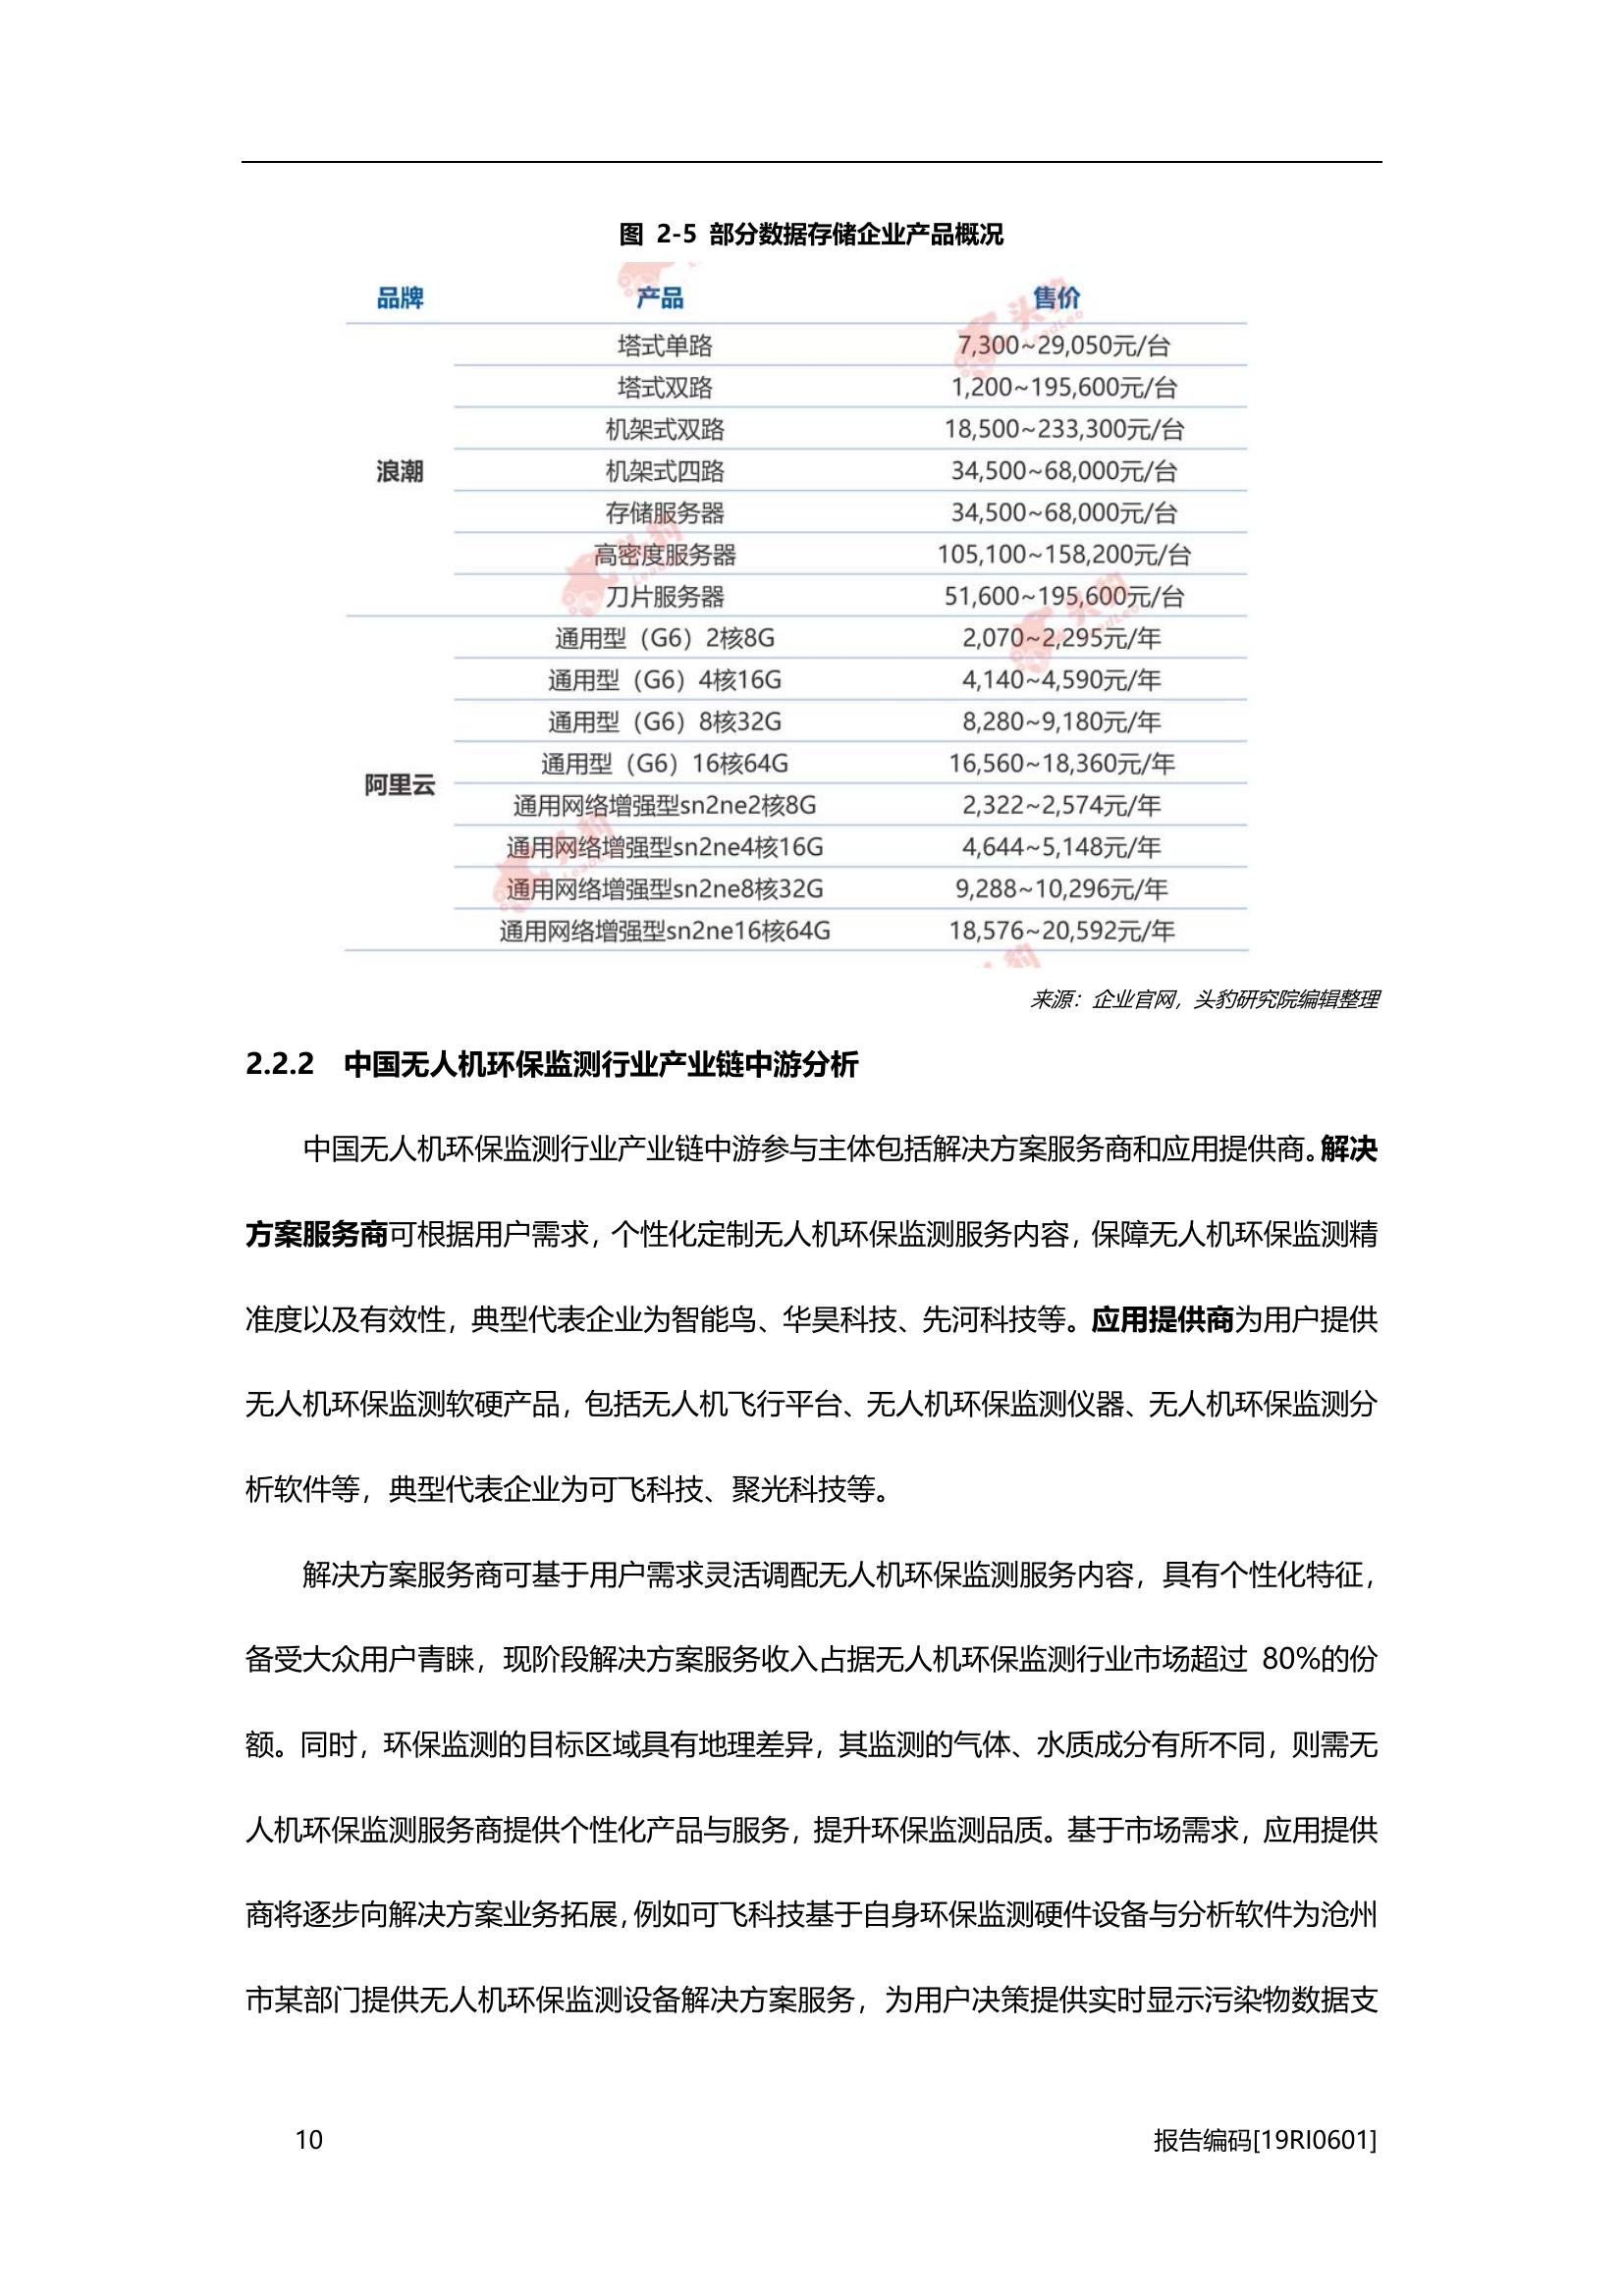 图 2-5 部分数据存储企业产品概况
品牌 产品 售价
塔式单路 7,300~29,050元/台
塔式双路 1,200~195,600元/台
机架式双路 18,500~233,300元/台
浪潮 机架式四路 34,500~68,000元/台
存储服务器 34,500~68,000元/台
高密度服务器 105,100~158,200元/台
刀片服务器 51,600~195,600元/台
通用型（G6）2核8G 2,070~2,295元/年
通用型（G6）4核16G 4,140~4,590元/年
通用型（G6）8核32G 8,280~9,180元/年
通用型（G6）16核64G 16,560~18,360元/年
阿里云
通用网络增强型sn2ne2核8G 2,322~2,574元/年
通用网络增强型sn2ne4核16G 4,644~5,148元/年
通用网络增强型sn2ne8核32G 9,288~10,296元/年
通用网络增强型sn2ne16核64G 18,576~20,592元/年
来源：企业官网，头豹研究院编辑整理
2.2.2 中国无人机环保监测行业产业链中游分析
中国无人机环保监测行业产业链中游参与主体包括解决方案服务商和应用提供商。解决
方案服务商可根据用户需求，个性化定制无人机环保监测服务内容，保障无人机环保监测精
准度以及有效性，典型代表企业为智能鸟、华昊科技、先河科技等。应用提供商为用户提供
无人机环保监测软硬产品，包括无人机飞行平台、无人机环保监测仪器、无人机环保监测分
析软件等，典型代表企业为可飞科技、聚光科技等。
解决方案服务商可基于用户需求灵活调配无人机环保监测服务内容，具有个性化特征，
备受大众用户青睐，现阶段解决方案服务收入占据无人机环保监测行业市场超过 80%的份
额。同时，环保监测的目标区域具有地理差异，其监测的气体、水质成分有所不同，则需无
人机环保监测服务商提供个性化产品与服务，提升环保监测品质。基于市场需求，应用提供
商将逐步向解决方案业务拓展，例如可飞科技基于自身环保监测硬件设备与分析软件为沧州
市某部门提供无人机环保监测设备解决方案服务，为用户决策提供实时显示污染物数据支
10 报告编码[19RI0601]
头豹
LeadLeo
头豹
头豹
LeadLeo
头豹